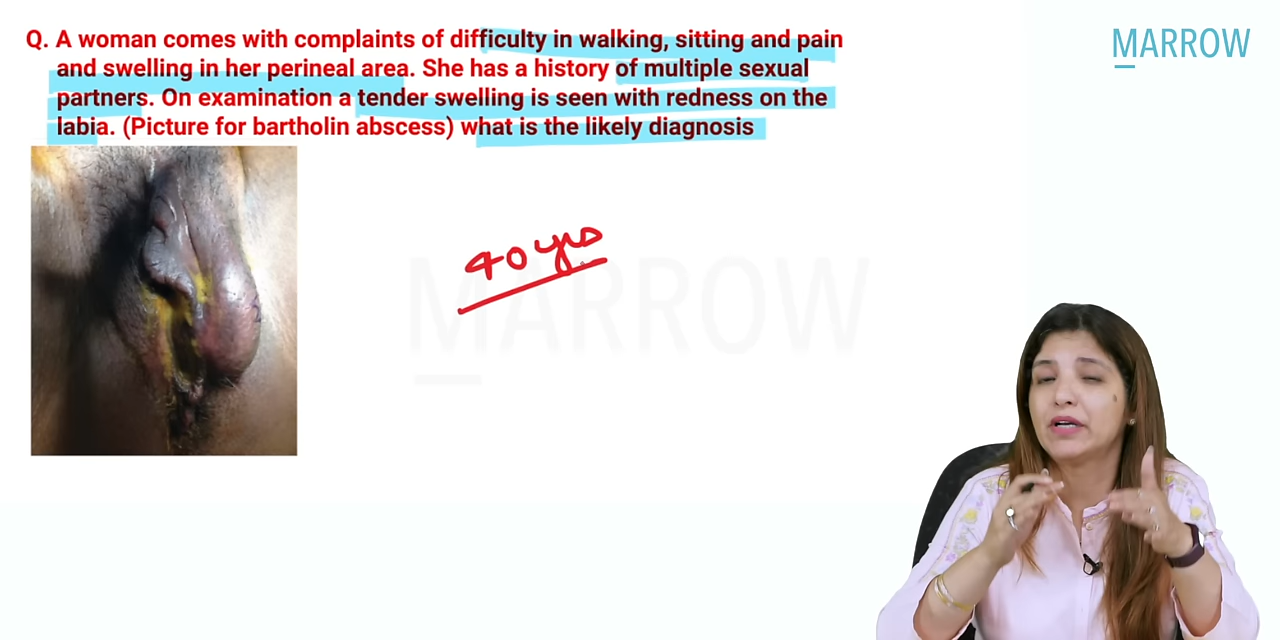 Q. A woman comes with complaints of difficulty in walking, sitting and pain
and swelling in her perineal area. She has a history of multiple sexual
partners. On examination a tender swelling is seen with redness on the
labia. (Picture for bartholin abscess) what is the likely diagnosis
MARROW
40 yrs
MARROW